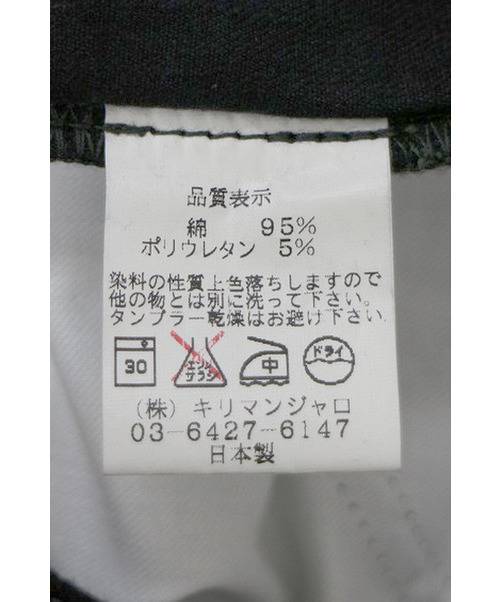 品質表示
綿 95%
ポリウレタン 5%
染料の性質上色落ちしますので
他の物とは別に洗って下さい。
タンブラー乾燥はお避け下さい.
30 エンソ サラシ 中 ドライ
(株) キリマンジャロ
03-6427-6147
日本製